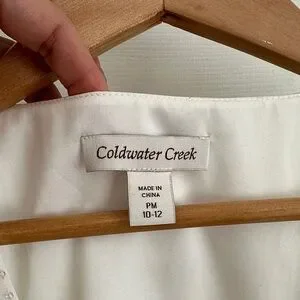 Coldwater Creek
MADE IN
CHINA
PM
10-12